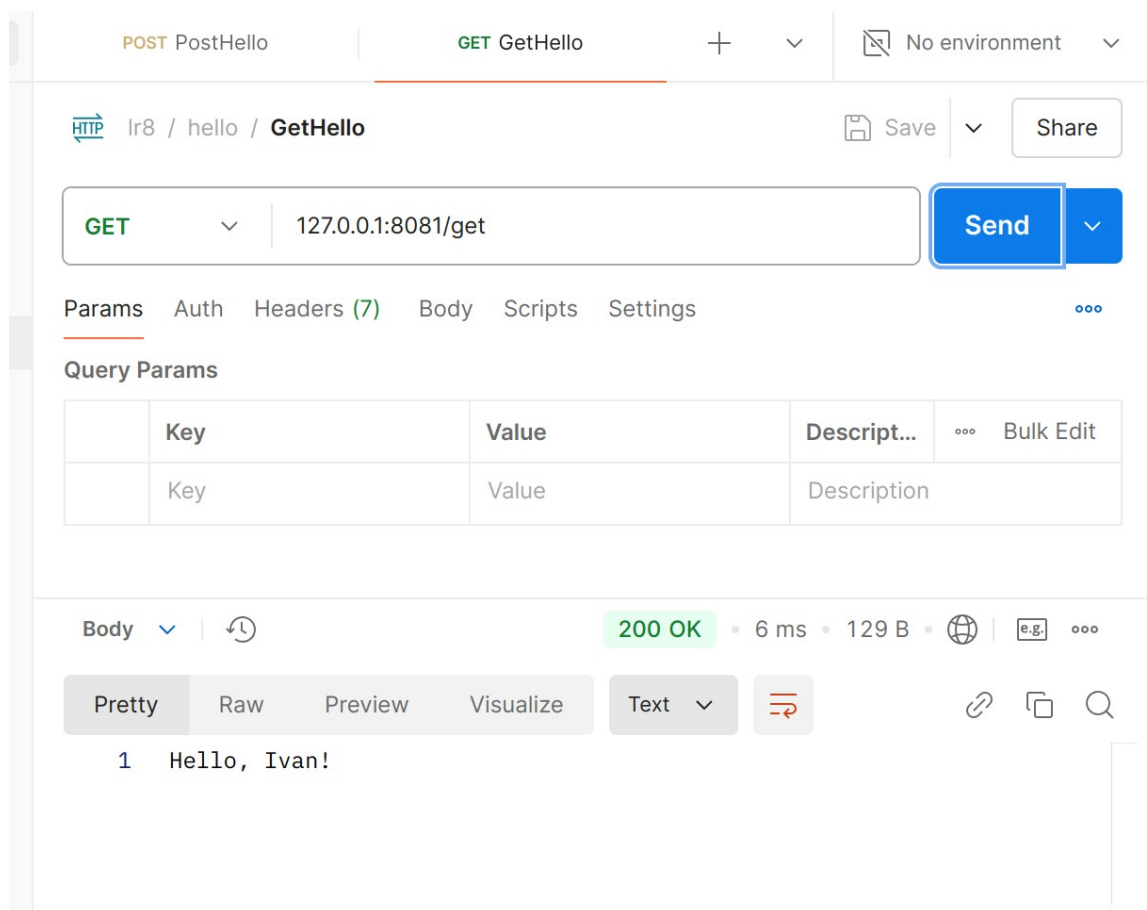 POST PostHello GET GetHello No environment
HTTP lr8 / hello / GetHello Save Share
GET 127.0.0.1:8081/get Send
Params Auth Headers (7) Body Scripts Settings
Query Params
Key Value Descript... Bulk Edit
Key Value Description
Body 200 OK 6 ms 129 B e.g.
Pretty Raw Preview Visualize Text
1 Hello, Ivan!